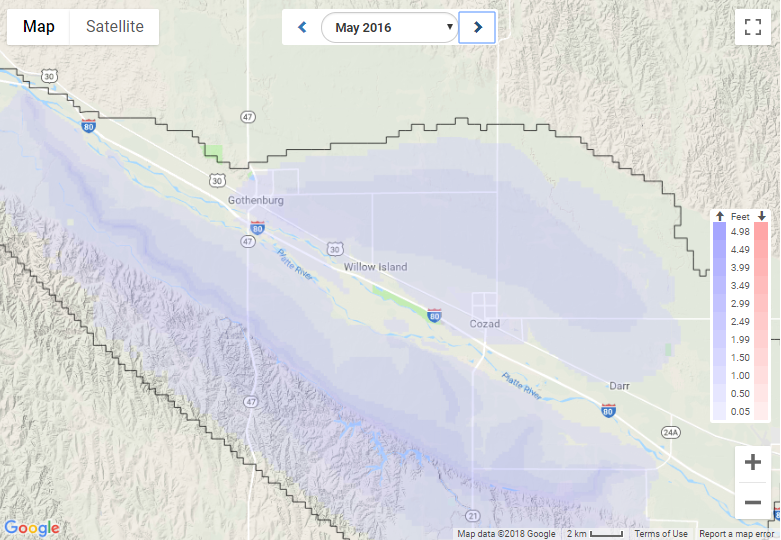 Map
Satellite
May 2016
30
47
80
30
Gothenburg
80
47
30
Platte River
Willow Island
80
Cozad
Platte River
Darr
80
47
24A
21
Feet
4.98
4.49
3.99
3.49
2.99
2.49
1.99
1.50
1.00
0.50
0.05
Google
Map data ©2018 Google
2 km
Terms of Use
Report a map error